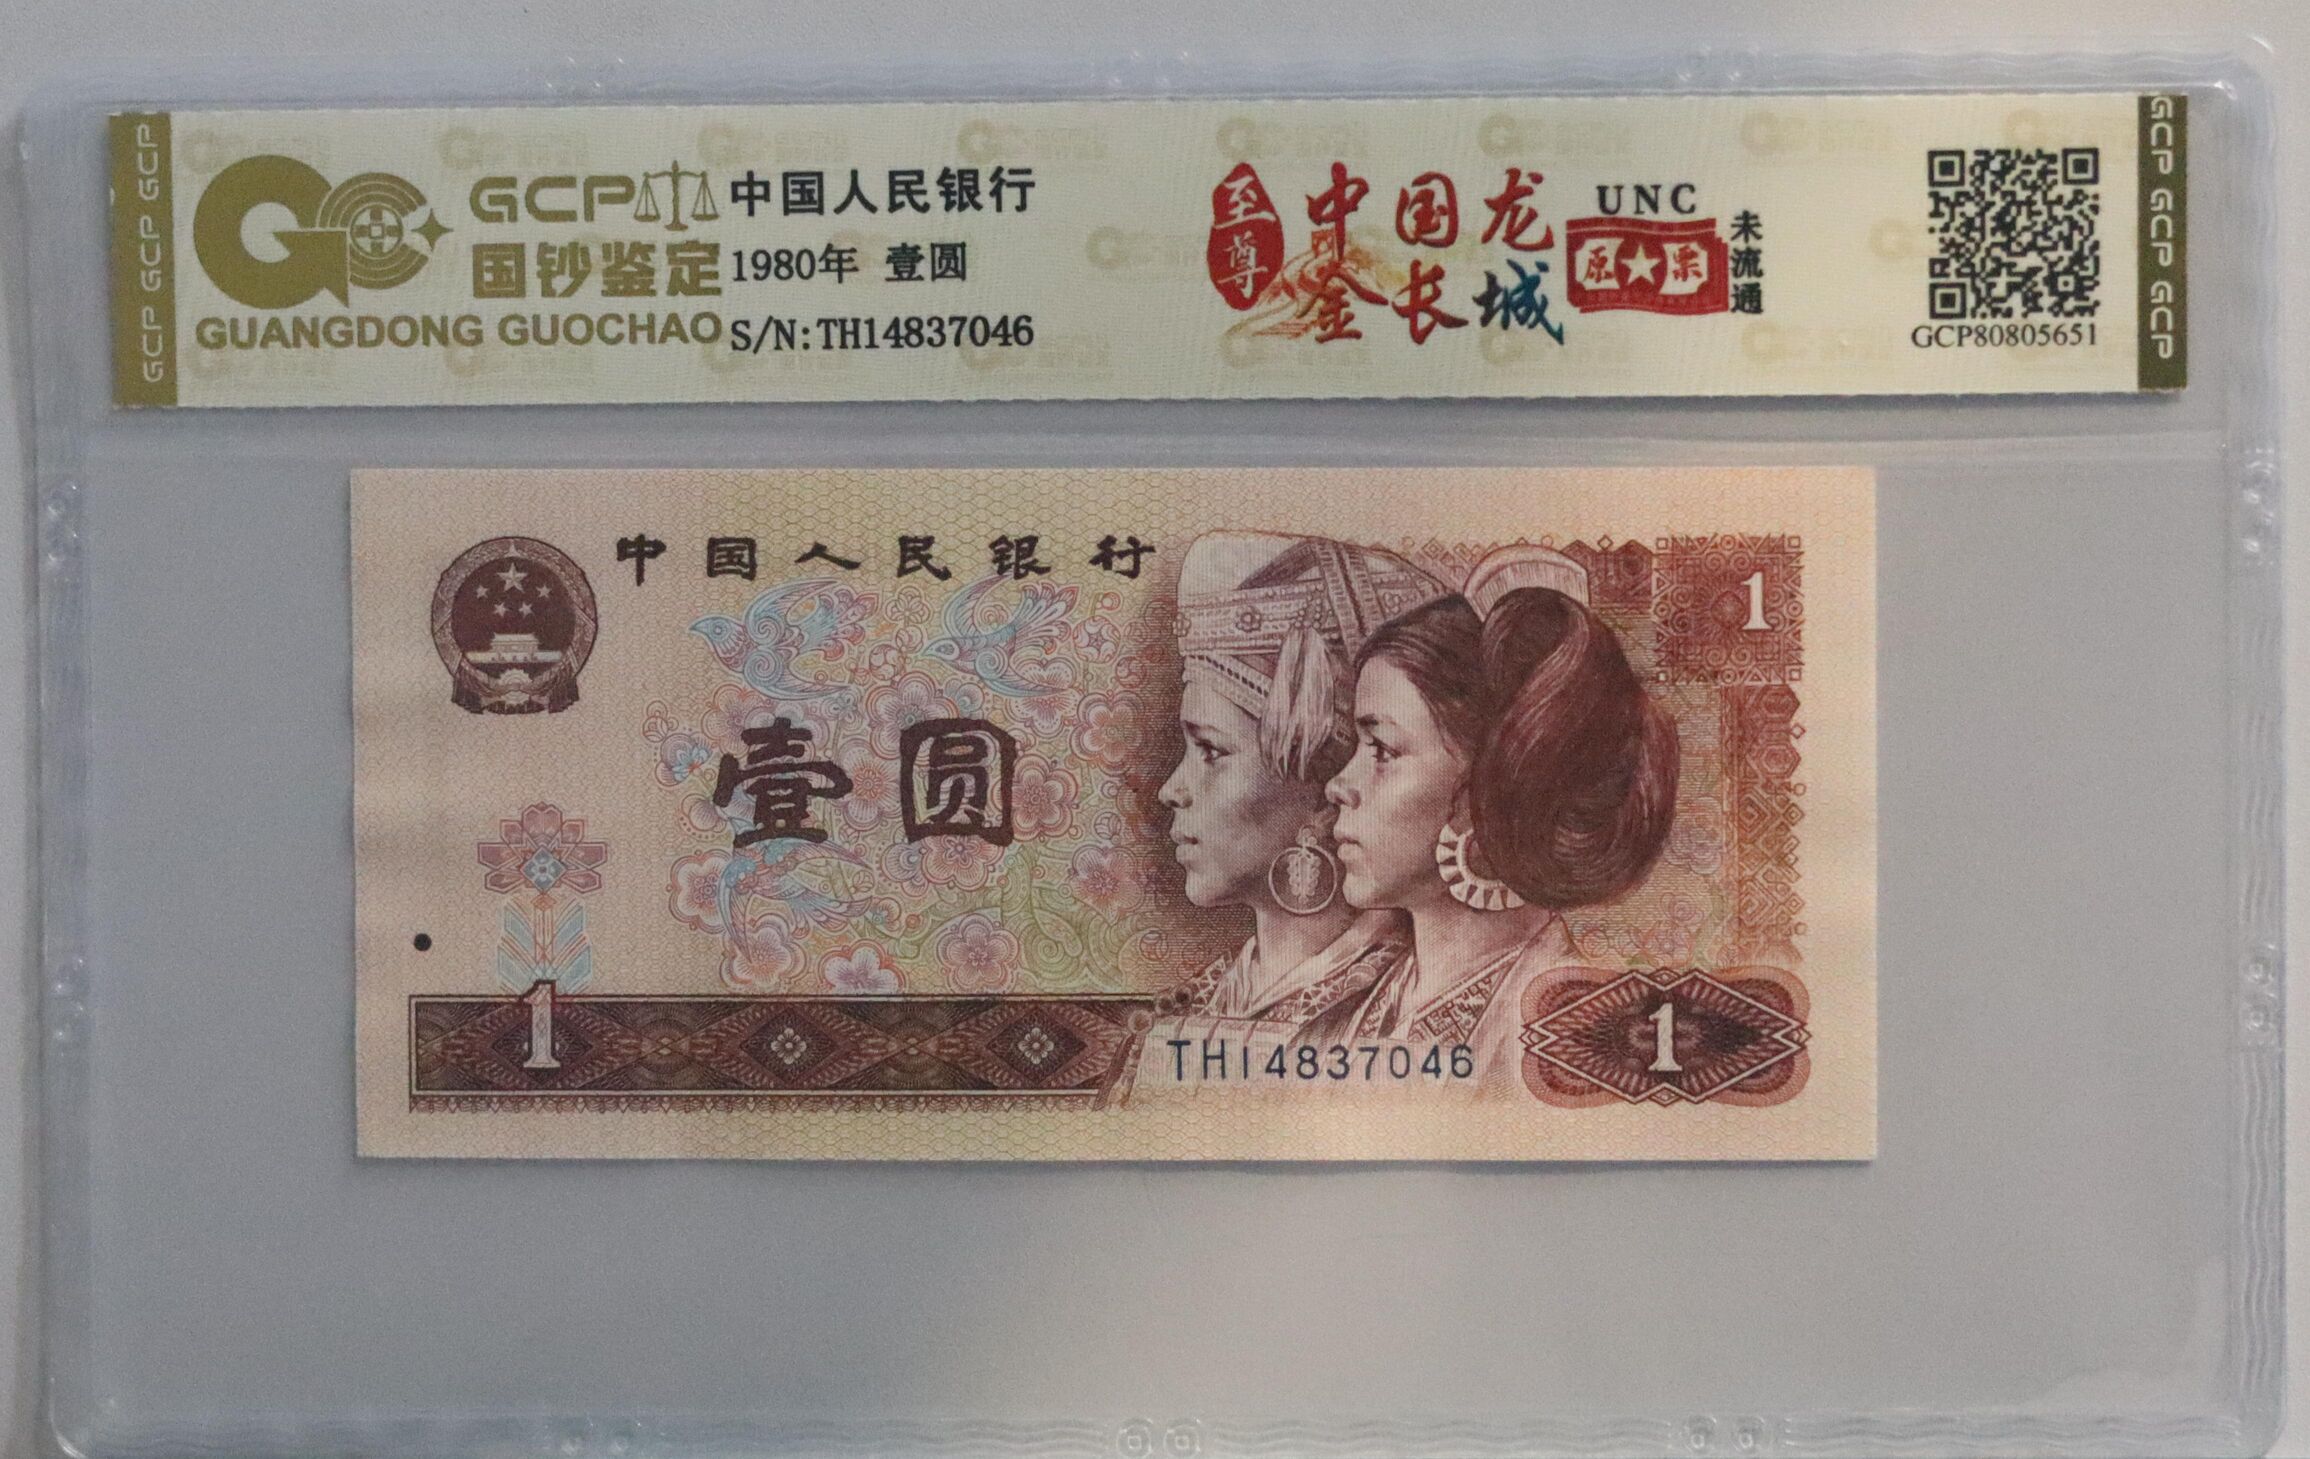 GCP GCP GCP GCP
GCP
国钞鉴定
GUANGDONG GUOCHAO
中国人民银行
1980年 壹圆
S/N:TH14837046
至尊
中国龙
金长城
UNC
原★票
未流通
GCP80805651
GCP GCP GCP GCP
中国人民银行
壹圆
1
1
TH14837046
1